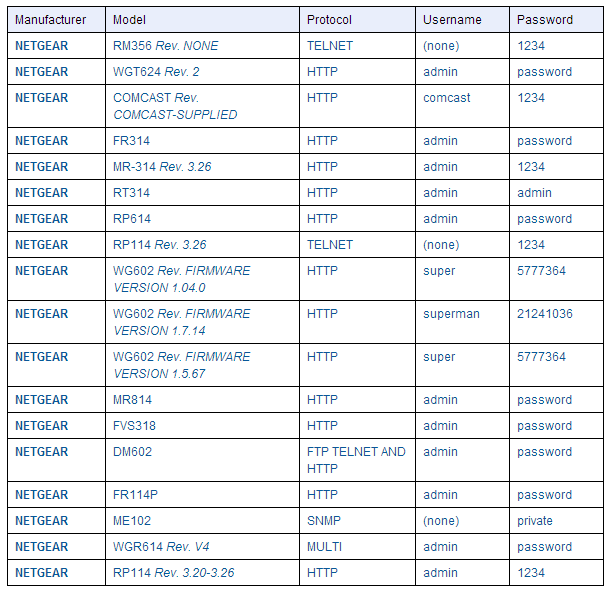 Manufacturer Model Protocol Username Password
NETGEAR RM356 Rev. NONE TELNET (none) 1234
NETGEAR WGT624 Rev. 2 HTTP admin password
NETGEAR COMCAST Rev. HTTP comcast 1234
COMCAST-SUPPLIED
NETGEAR FR314 HTTP admin password
NETGEAR MR-314 Rev. 3.26 HTTP admin 1234
NETGEAR RT314 HTTP admin admin
NETGEAR RP614 HTTP admin password
NETGEAR RP114 Rev. 3.26 TELNET (none) 1234
NETGEAR WG602 Rev. FIRMWARE HTTP super 5777364
VERSION 1.04.0
NETGEAR WG602 Rev. FIRMWARE HTTP superman 21241036
VERSION 1.7.14
NETGEAR WG602 Rev. FIRMWARE HTTP super 5777364
VERSION 1.5.67
NETGEAR MR814 HTTP admin password
NETGEAR FVS318 HTTP admin password
NETGEAR DM602 FTP TELNET AND admin password
HTTP
NETGEAR FR114P HTTP admin password
NETGEAR ME102 SNMP (none) private
NETGEAR WGR614 Rev. V4 MULTI admin password
NETGEAR RP114 Rev. 3.20-3.26 HTTP admin 1234